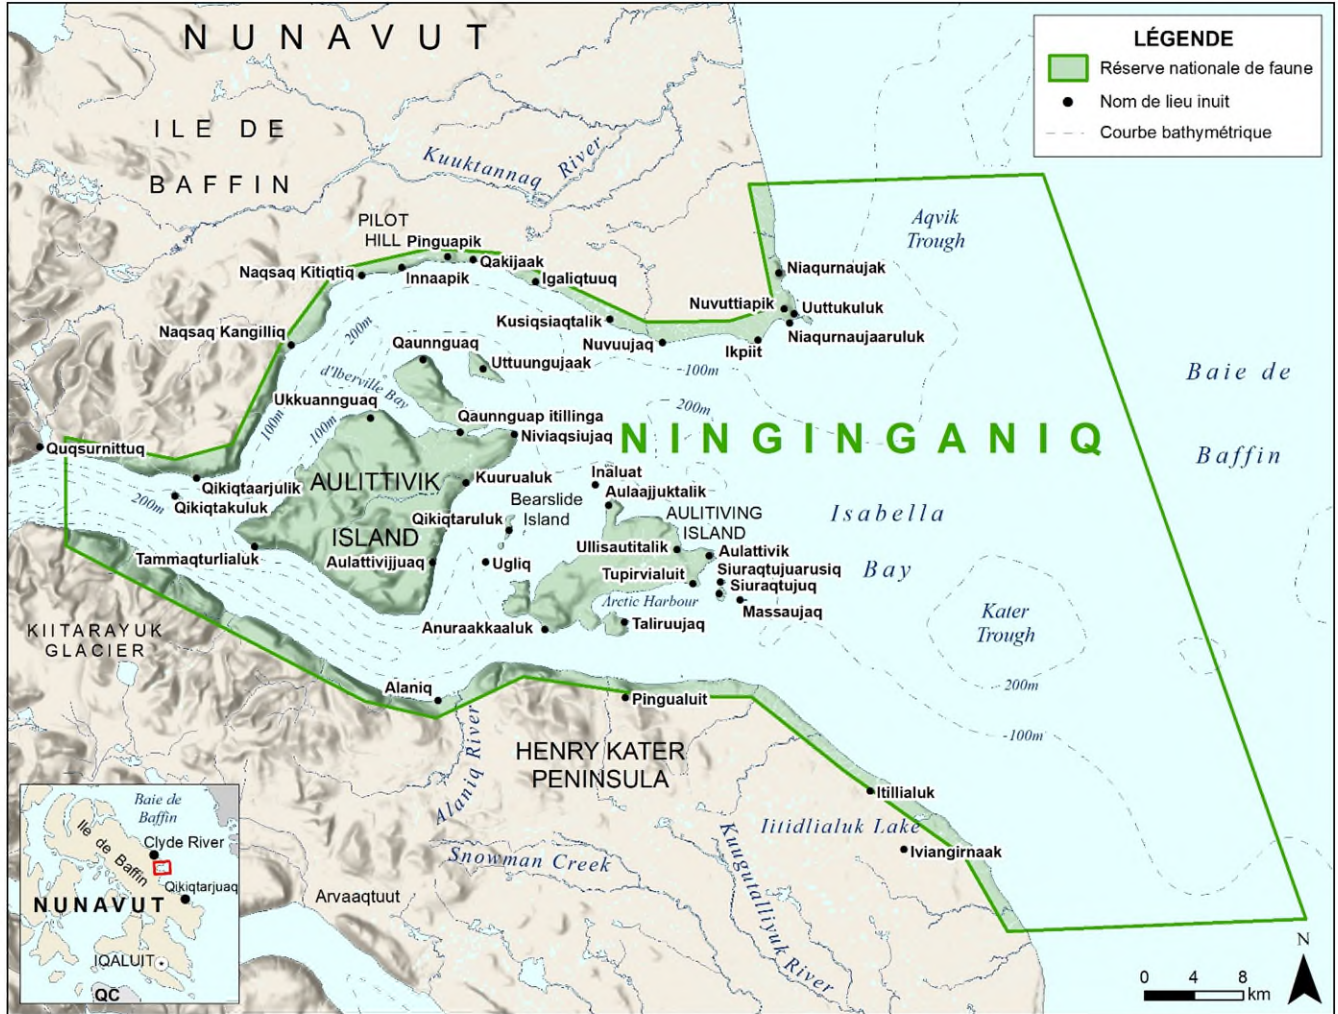 NUNAVUT
ILE DE
BAFFIN
LÉGENDE
Réserve nationale de faune
Nom de lieu inuit
Courbe bathymétrique
Kuuktannaq River
PILOT
HILL
Pinguapik
Naqsaq Kitiqtiq
Innaapik
Qakijaak
Igaliqtuuq
Aqvik
Trough
Niaqurnaujak
Nuvuttiapik
Uuttukuluk
Niaqurnaujaaruluk
Kusiqsiaqtalik
Nuvuujaq
Ikpiit
Naqsaq Kangilliq
200m
Qaunnguaq
Uttuungujaak
100m
d'Iberville Bay
Baie de
Baffin
Ukkuannguaq
100m
100m
200m
Qaunnguap itillinga
Niviaqsiujaq
NINGINGANIQ
Quqsurnittuq
Qikiqtaarjulik
Qikiqtakuluk
200m
AULITTIVIK
ISLAND
Kuurualuk
Inaluat
Aulaajjuktalik
Bearslide
Island
Qikiqtaruluk
AULITIVING
ISLAND
Isabella
Bay
Tammaqturlialuk
Aulattivijjuaq
Ugliq
Ullisautitalik
Aulattivik
Siuraqtujuarusiq
Tupirvialuit
Siuraqtujuq
Arctic Harbour
Massaujaq
Kater
Trough
Anuraakkaaluk
Taliruujaq
KIITARAYUK
GLACIER
200m
Alaniq
Pingualuit
100m
Alaniq River
HENRY KATER
PENINSULA
Itillialuk
Iitidlialuk Lake
Iviangirnaak
Snowman Creek
Kuugutalliyuk River
Arvaaqtuut
Baie de
Baffin
Ile de Baffin
Clyde River
Qikiqtarjuaq
NUNAVUT
IQALUIT
QC
N
0 4 8
km